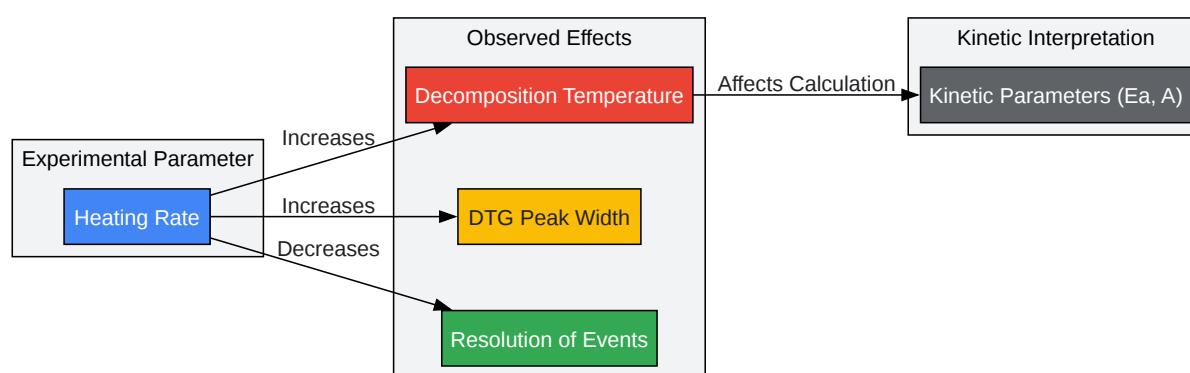 Experimental Parameter
Heating Rate
Increases
Increases
Decreases
Observed Effects
Decomposition Temperature
DTG Peak Width
Resolution of Events
Affects Calculation
Kinetic Interpretation
Kinetic Parameters (Ea, A)